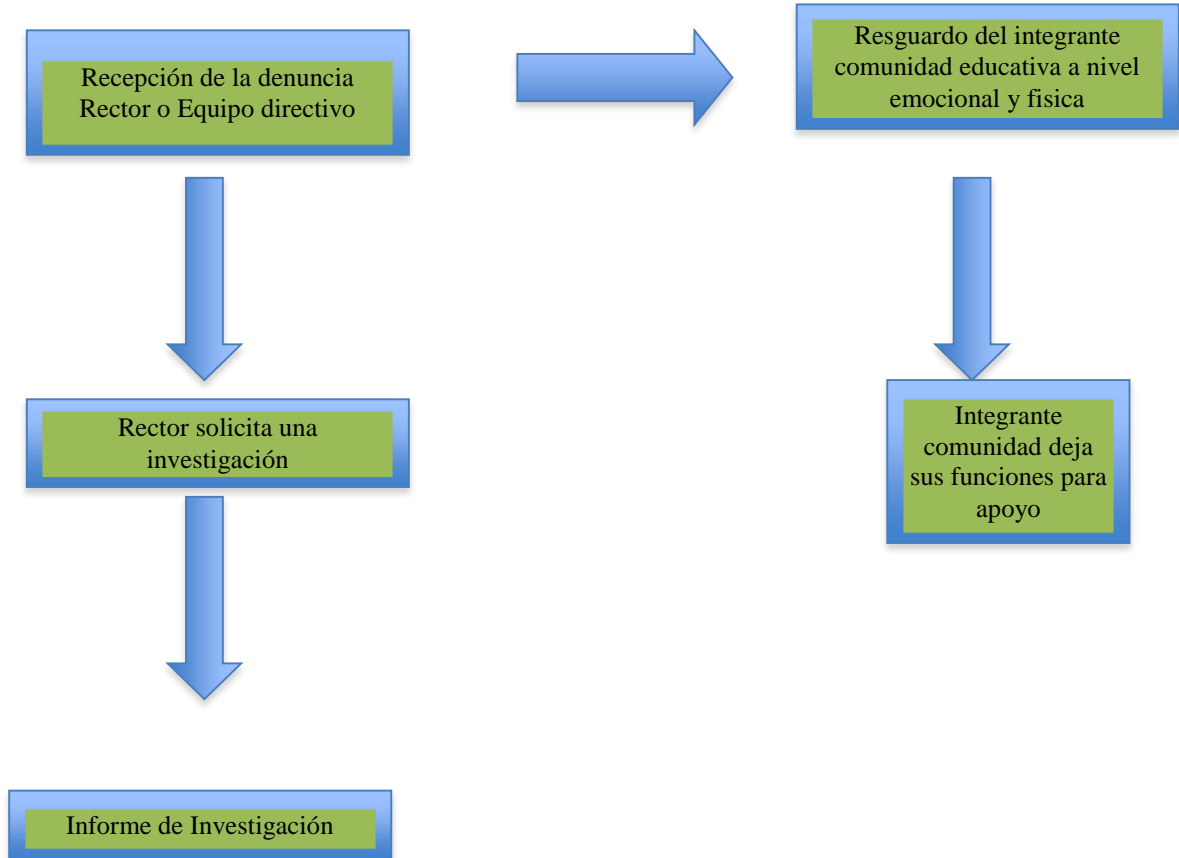 Recepción de la denuncia
Rector o Equipo directivo
Resguardo del integrante
comunidad educativa a nivel
emocional y fisica
Rector solicita una
investigación
Integrante
comunidad deja
sus funciones para
apoyo
Informe de Investigación